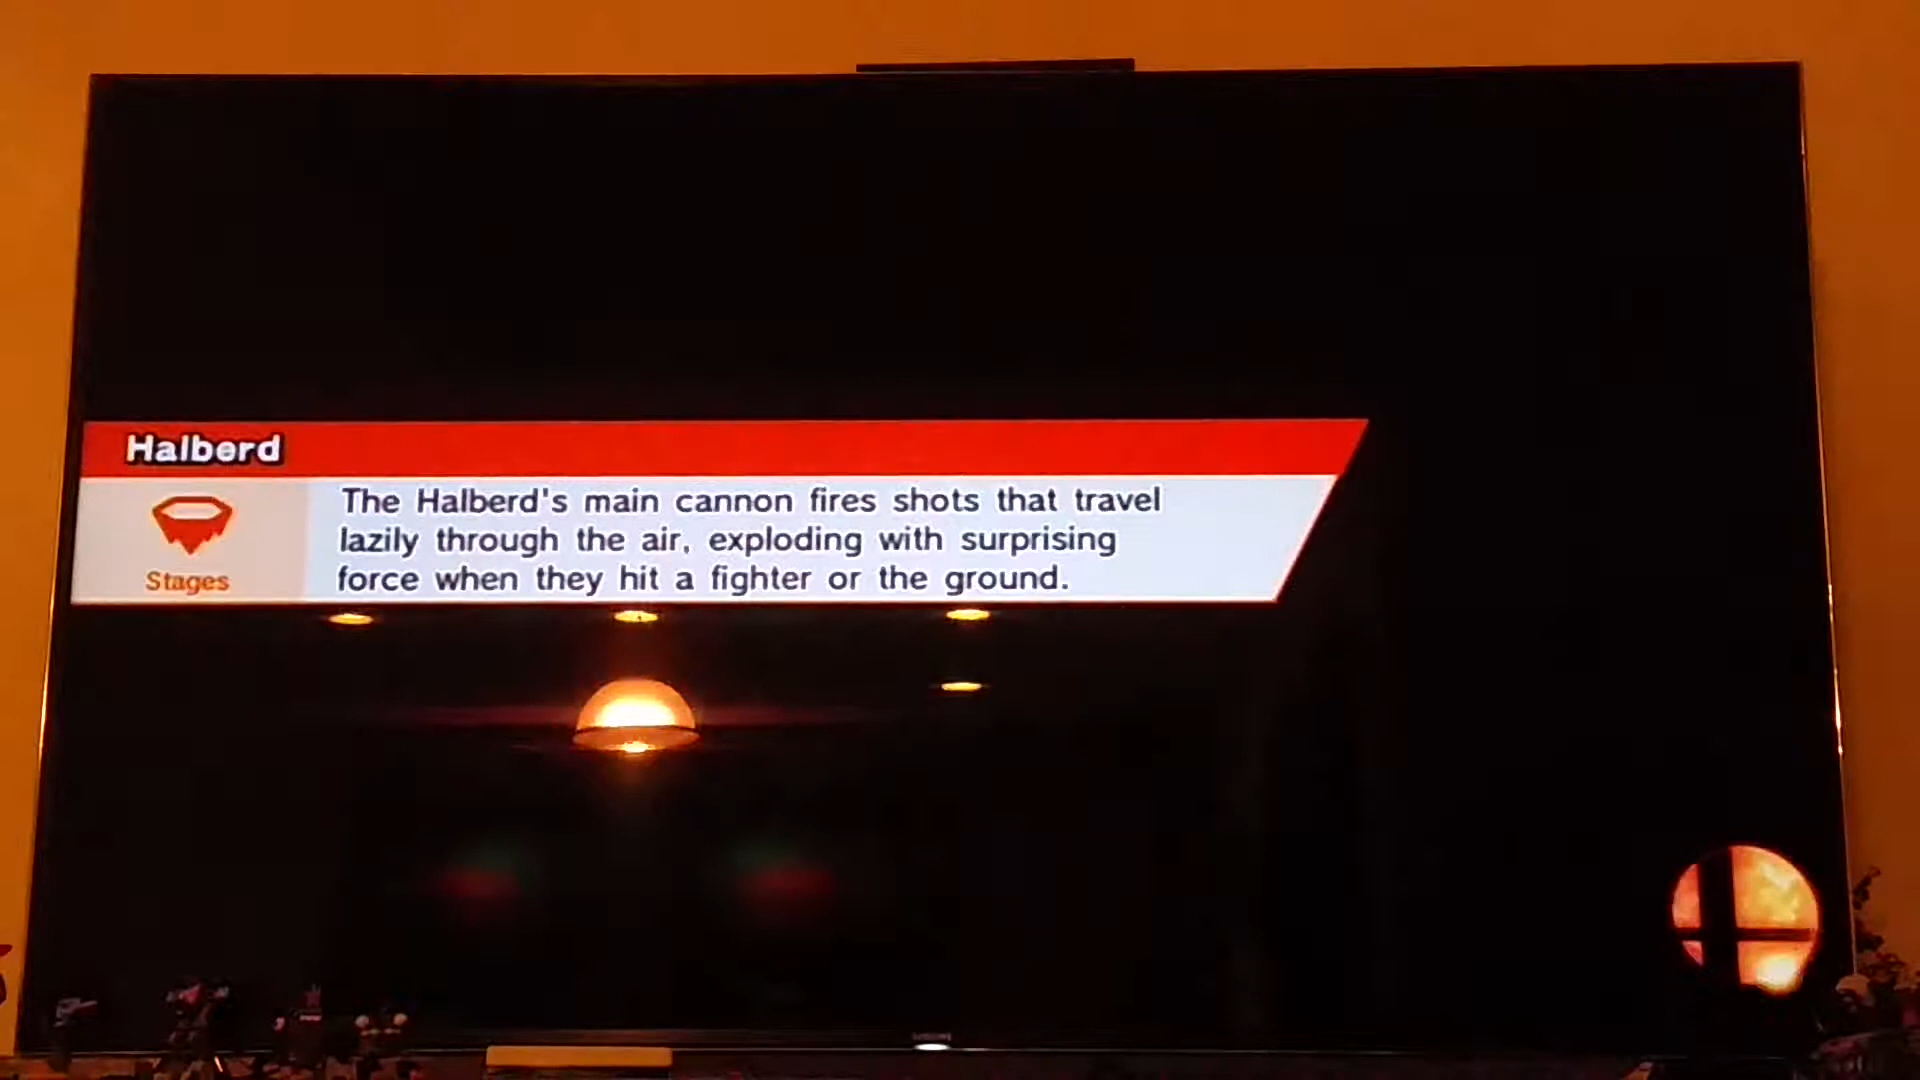 Halberd
The Halberd's main cannon fires shots that travel
lazily through the air, exploding with surprising
force when they hit a fighter or the ground.
Stages